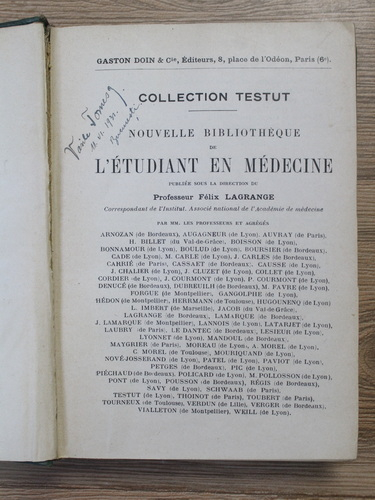 GASTON DOIN & Cie, Éditeurs, 8, place de l'Odéon, Paris (6e).
COLLECTION TESTUT
NOUVELLE BIBLIOTHÈQUE
DE
L'ÉTUDIANT EN MÉDECINE
PUBLIÉE SOUS LA DIRECTION DU
Professeur Félix LAGRANGE
Correspondant de l'Institut. Associé national de l'Académie de médecine
PAR MM. LES PROFESSEURS ET AGRÉGÉS
ARNOZAN (de Bordeaux), AUGAGNEUR (de Lyon), AUVRAY (de Paris),
H. BILLET (du Val-de-Grâce), BOISSON (de Lyon),
BONNAMOUR (de Lyon), BOULUD (de Lyon), BOURSIER (de Bordeaux),
CADE (de Lyon), M. CARLE (de Lyon), J. CARLES (de Bordeaux),
CARRIÉ (de Paris), CASSAET (de Bordeaux), CAUSSE (de Lyon),
J. CHALIER (de Lyon), J. CLUZET (de Lyon), COLLET (de Lyon),
CORDIER (de Lyon), J. COURMONT (de Lyon), P. COURMONT (de Lyon),
DENUCÉ (de Bordeaux), DUBREUILH (de Bordeaux), M. FAVRE (de Lyon),
FORGUE (de Montpellier), GANGOLPHE (de Lyon),
HÉDON (de Montpellier), HERRMANN (de Toulouse), HUGOUNENQ (de Lyon),
L. IMBERT (de Marseille), JACOB (du Val-de-Grâce),
LAGRANGE (de Bordeaux), LAMARQUE (de Bordeaux),
J. LAMARQUE (de Montpellier), LANNOIS (de Lyon), LATARJET (de Lyon),
LAUBRY (de Paris), LE DANTEC (de Bordeaux), LESIEUR (de Lyon),
LYONNET (de Lyon), MANDOUL (de Bordeaux),
MAYGRIER (de Paris), MOREAU (de Lyon), A. MOREL (de Lyon),
C. MOREL (de Toulouse), MOURIQUAND (de Lyon),
NOVÉ-JOSSERAND (de Lyon), PATEL (de Lyon), PAVIOT (de Lyon),
PETGES (de Bordeaux), PIC (de Lyon),
PIÉCHAUD (de Bordeaux), POLICARD (de Lyon), M. POLLOSSON (de Lyon),
PONT (de Lyon), POUSSON (de Bordeaux), RÉGIS (de Bordeaux),
SAVY (de Lyon), SCHWAAB (de Paris)
TESTUT (de Lyon), THOINOT (de Paris), TOUBERT (de Paris),
TOURNEUX (de Toulouse), VERDUN (de Lille), VERGER (de Bordeaux),
VIALLETON (de Montpellier), WEILL (de Lyon).